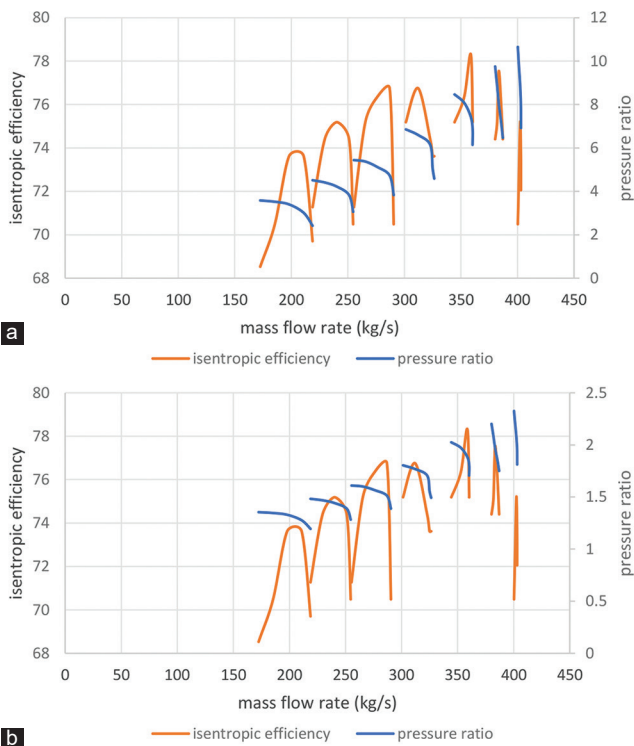 80
78
76
74
72
70
68
12
10
8
6
4
2
0
isentropic efficiency
pressure ratio
0 50 100 150 200 250 300 350 400 450
mass flow rate (kg/s)
a
isentropic efficiency pressure ratio
80
78
76
74
72
70
68
2.5
2
1.5
1
0.5
0
isentropic efficiency
pressure ratio
0 50 100 150 200 250 300 350 400 450
mass flow rate (kg/s)
isentropic efficiency pressure ratio
b